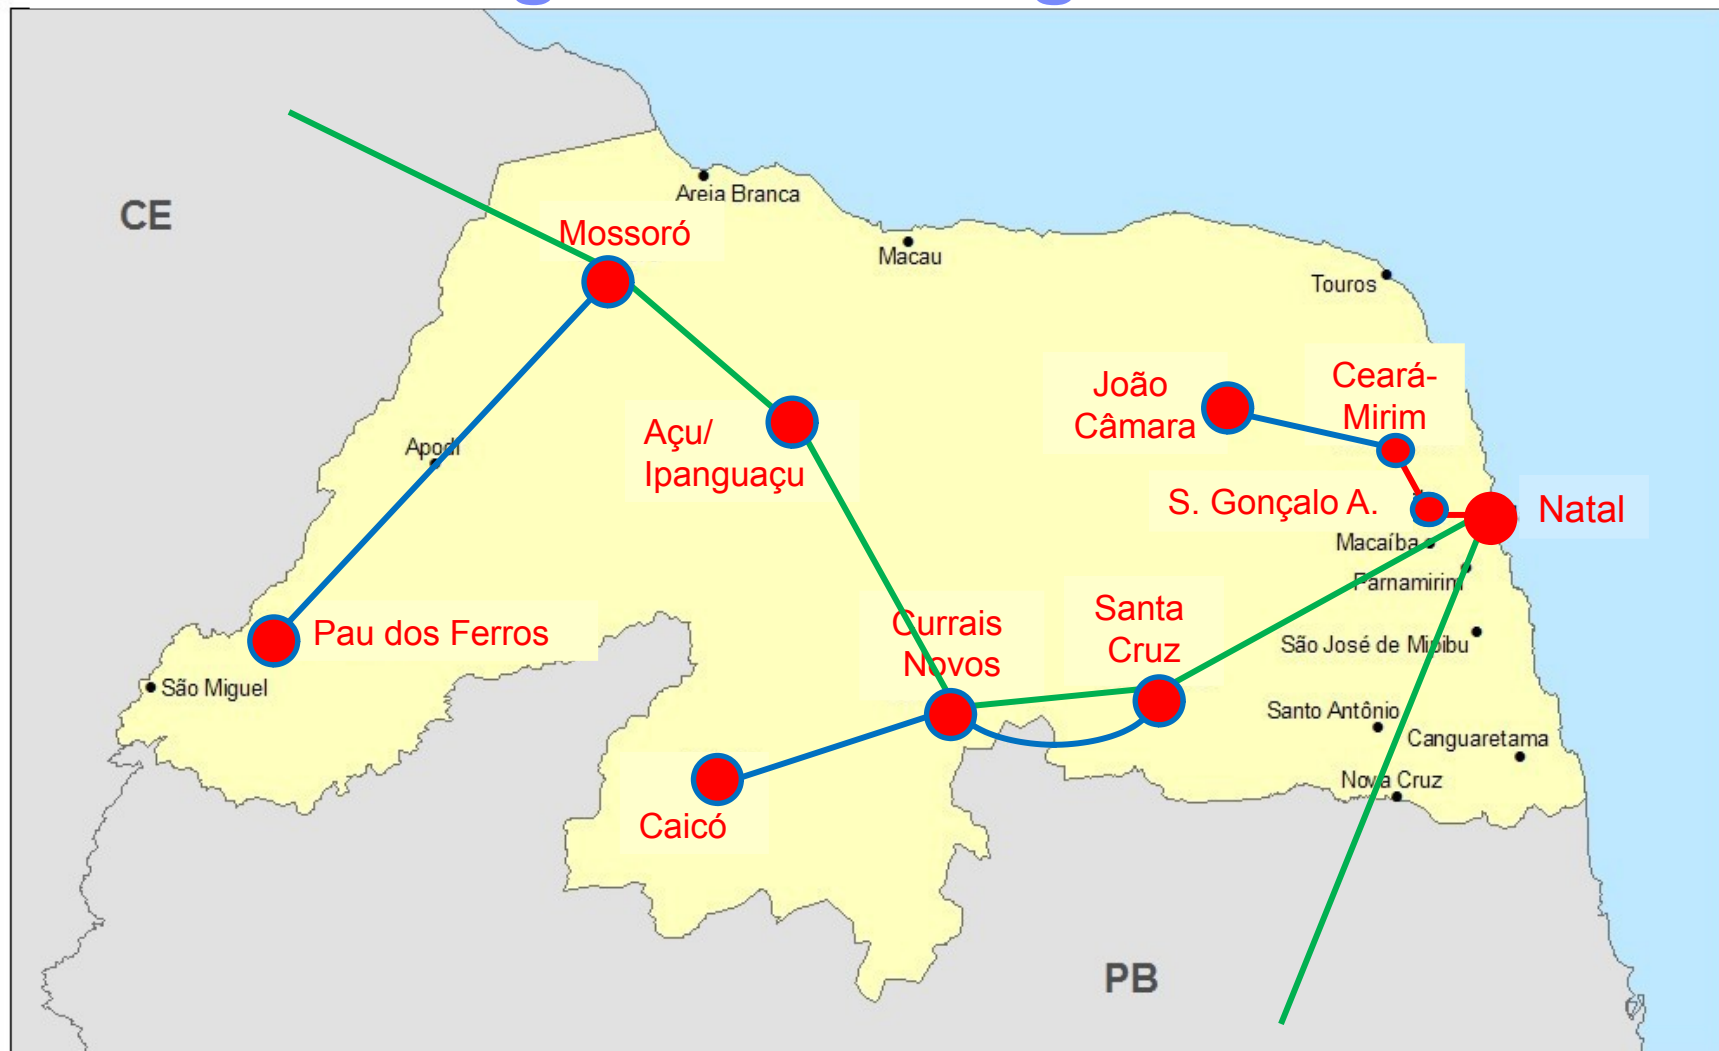 CE
Areia Branca
Mossoró
Macau
Touros
João
Câmara
Ceará-
Mirim
Açu/
Ipanguaçu
Apodi
S. Gonçalo A.
Natal
Macaíba
Parnamirim
Currais
Novos
Santa
Cruz
Pau dos Ferros
São José de Mipibu
São Miguel
Santo Antônio
Canguaretama
Nova Cruz
Caicó
PB